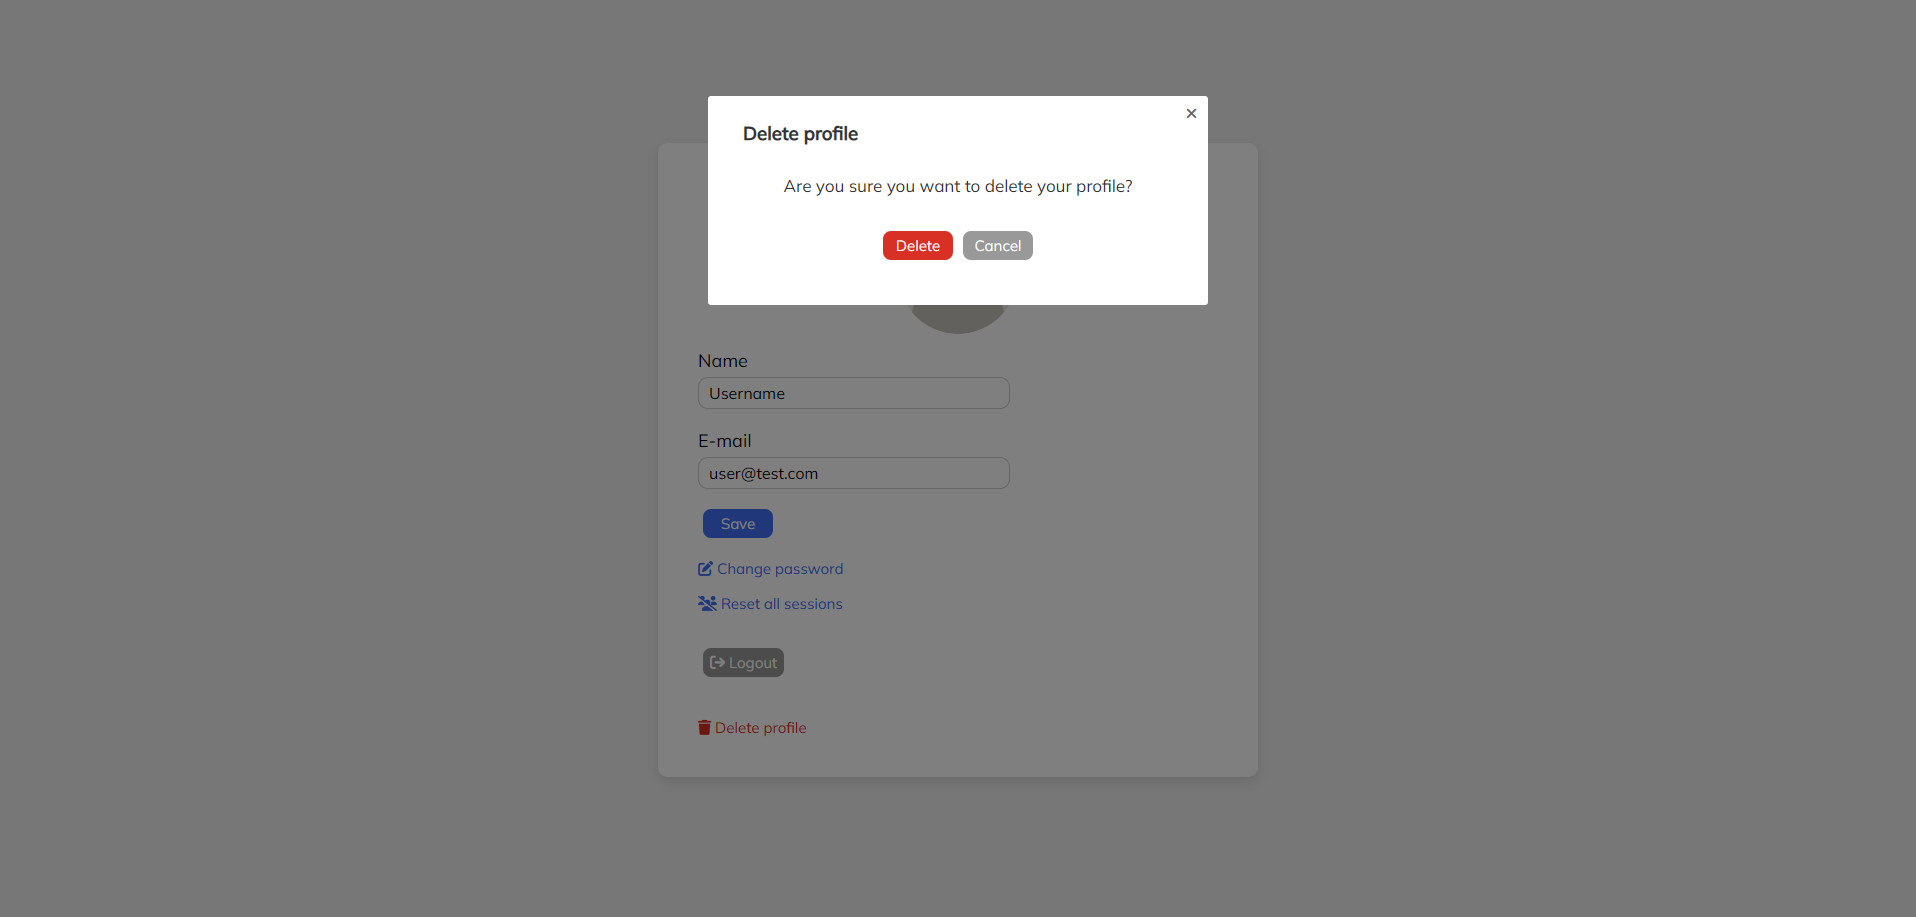 ×
Delete profile
Are you sure you want to delete your profile?
Delete Cancel
Name
Username
E-mail
user@test.com
Save
Change password
Reset all sessions
Logout
Delete profile